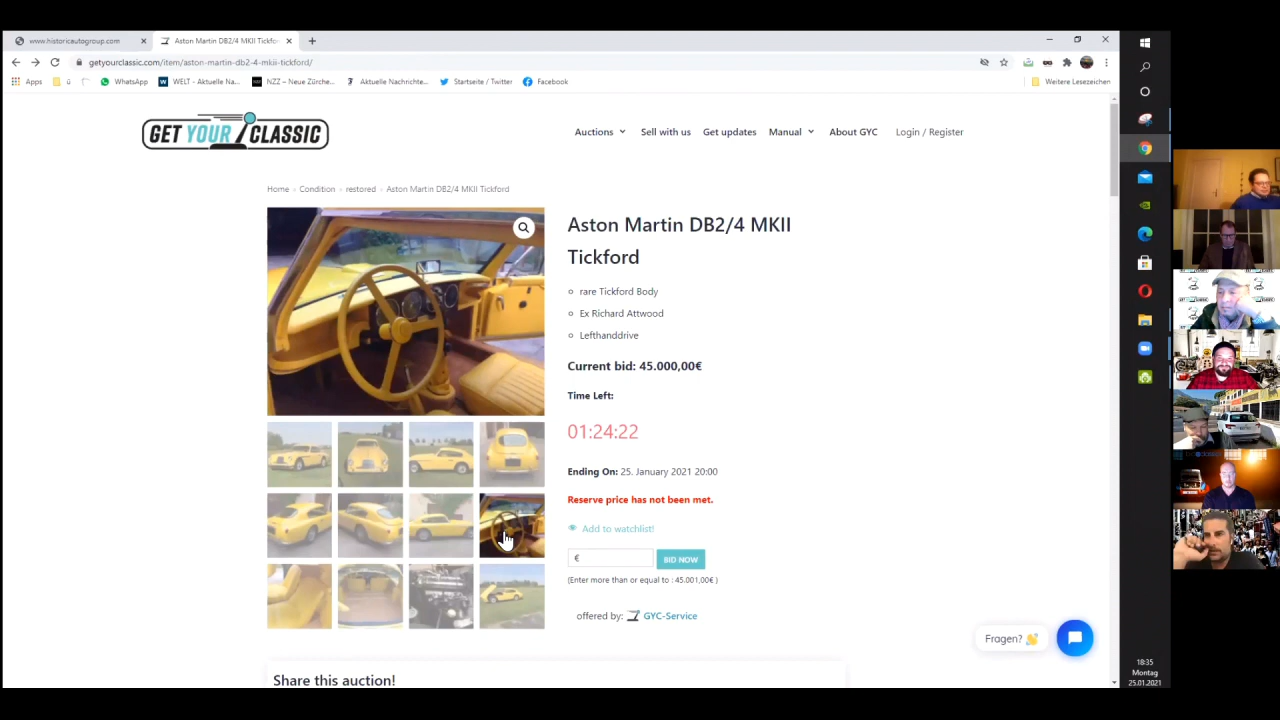 www.historicautogroup.com
Aston Martin DB2/4 MKII Tickfo
getyourclassic.com/item/aston-martin-db2-4-mkii-tickford/
Apps
ü
WhatsApp
WELT - Aktuelle Na...
NZZ – Neue Zürche...
Aktuelle Nachrichte...
Startseite / Twitter
Facebook
Weitere Lesezeichen
GET YOUR CLASSIC
Auctions
Sell with us
Get updates
Manual
About GYC
Login / Register
Home › Condition › restored › Aston Martin DB2/4 MKII Tickford
Aston Martin DB2/4 MKII
Tickford
rare Tickford Body
Ex Richard Attwood
Lefthanddrive
Current bid: 45.000,00€
Time Left:
01:24:22
Ending On: 25. January 2021 20:00
Reserve price has not been met.
Add to watchlist!
€
BID NOW
(Enter more than or equal to : 45.001,00€ )
offered by: GYC-Service
Share this auction!
Fragen? 👋
18:35
Montag
25.01.2021